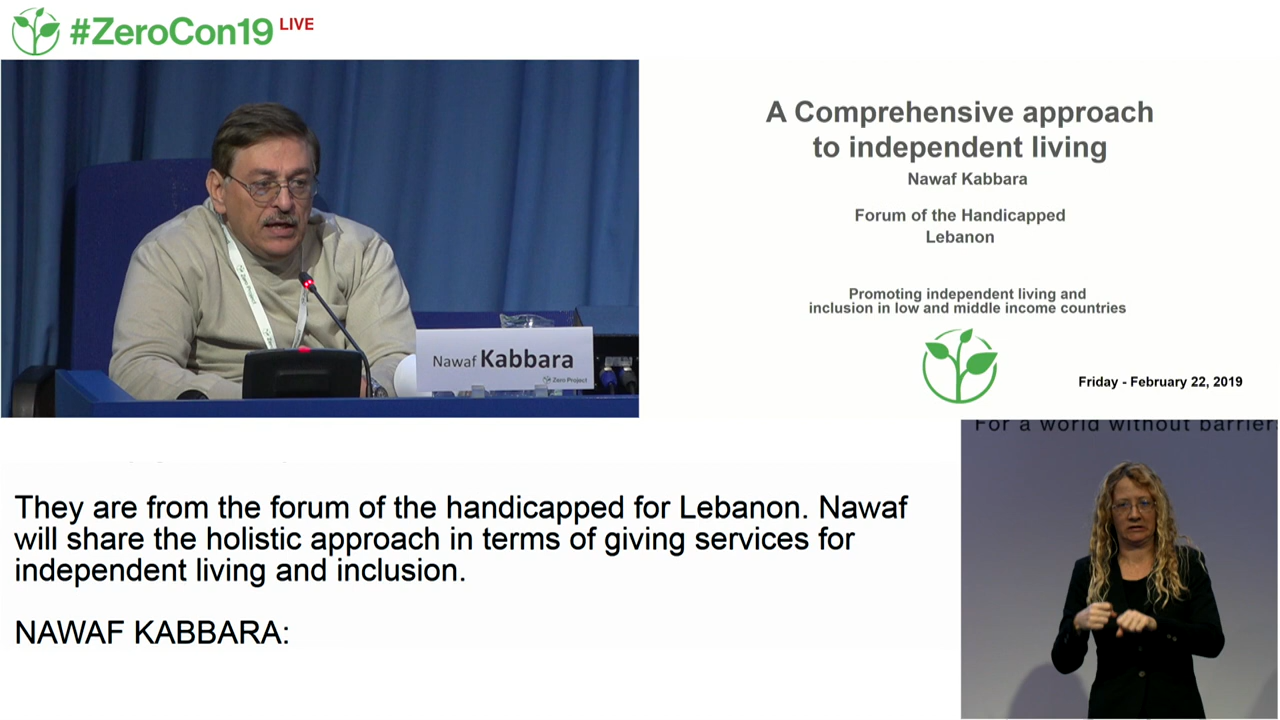 #ZeroCon19 LIVE
A Comprehensive approach
to independent living
Nawaf Kabbara
Forum of the Handicapped
Lebanon
Promoting independent living and
inclusion in low and middle income countries
Friday - February 22, 2019
Zero Project
Nawaf Kabbara
Zero Project
For a world without barriers
They are from the forum of the handicapped for Lebanon. Nawaf
will share the holistic approach in terms of giving services for
independent living and inclusion.
NAWAF KABBARA: